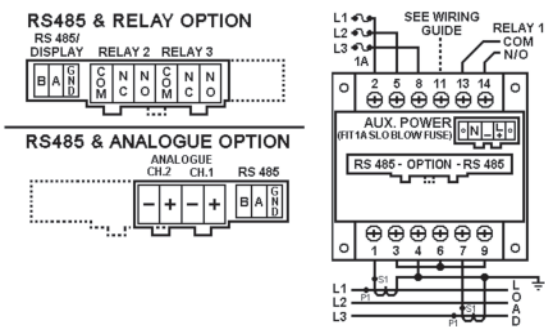 RS485 & RELAY OPTION
RS 485/
DISPLAY RELAY 2 RELAY 3
B A GND COM NC NO COM NC NO
RS485 & ANALOGUE OPTION
ANALOGUE
CH.2 CH.1 RS 485
− + − + B A GND
L1
L2
L3
1A
SEE WIRING
GUIDE
RELAY 1
COM
N/O
2 5 8 11 13 14
AUX. POWER
(FIT 1A SLO BLOW FUSE)
N − L +
RS 485 - OPTION - RS 485
1 3 4 6 7 9
S1
L1
P1
L2
S1
L3
P1
LOAD